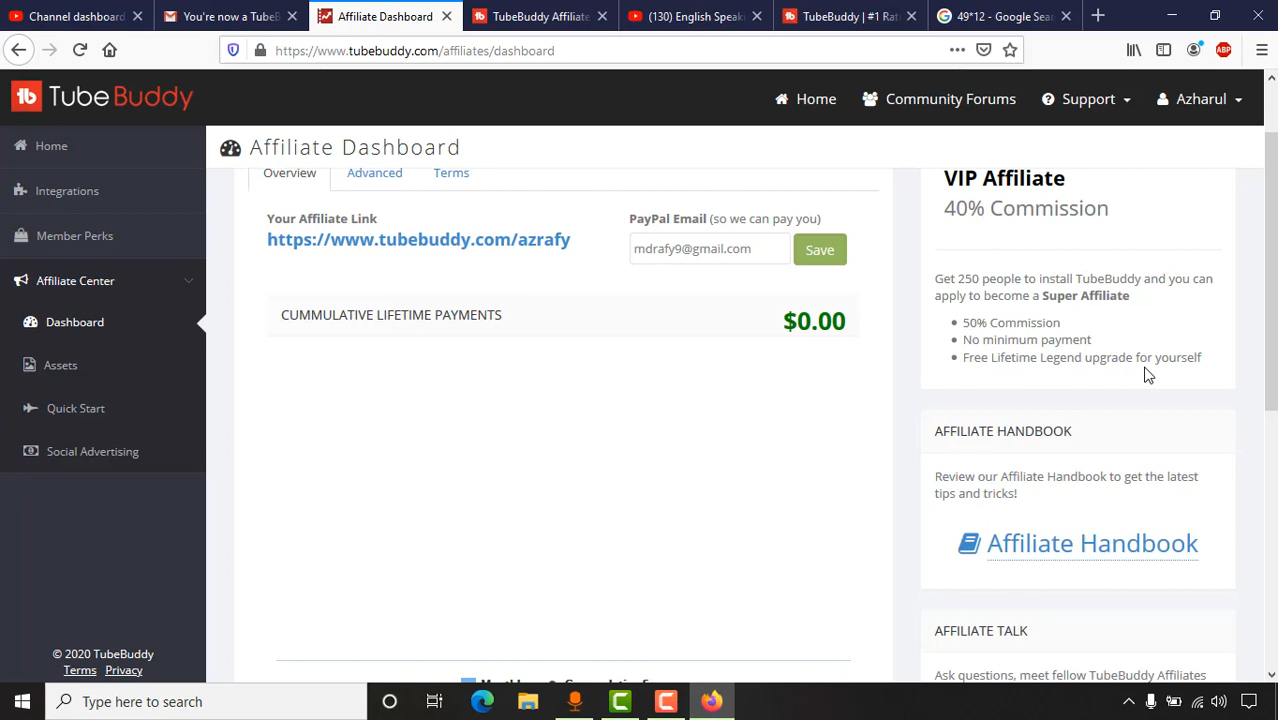 Channel dashboard
You're now a TubeB
Affiliate Dashboard
TubeBuddy Affiliate
(130) English Speak
TubeBuddy | #1 Rati
49*12 - Google Sea
https://www.tubebuddy.com/affiliates/dashboard
ABP
tb TubeBuddy
Home
Community Forums
Support
Azharul
Home
Integrations
Member Perks
Affiliate Center
Dashboard
Assets
Quick Start
Social Advertising
© 2020 TubeBuddy
Terms Privacy
Affiliate Dashboard
Overview Advanced Terms
Your Affiliate Link
https://www.tubebuddy.com/azrafy
PayPal Email (so we can pay you)
mdrafy9@gmail.com
Save
CUMMULATIVE LIFETIME PAYMENTS
$0.00
VIP Affiliate
40% Commission
Get 250 people to install TubeBuddy and you can
apply to become a Super Affiliate
50% Commission
No minimum payment
Free Lifetime Legend upgrade for yourself
AFFILIATE HANDBOOK
Review our Affiliate Handbook to get the latest
tips and tricks!
Affiliate Handbook
AFFILIATE TALK
Ask questions, meet fellow TubeBuddy Affiliates
Type here to search